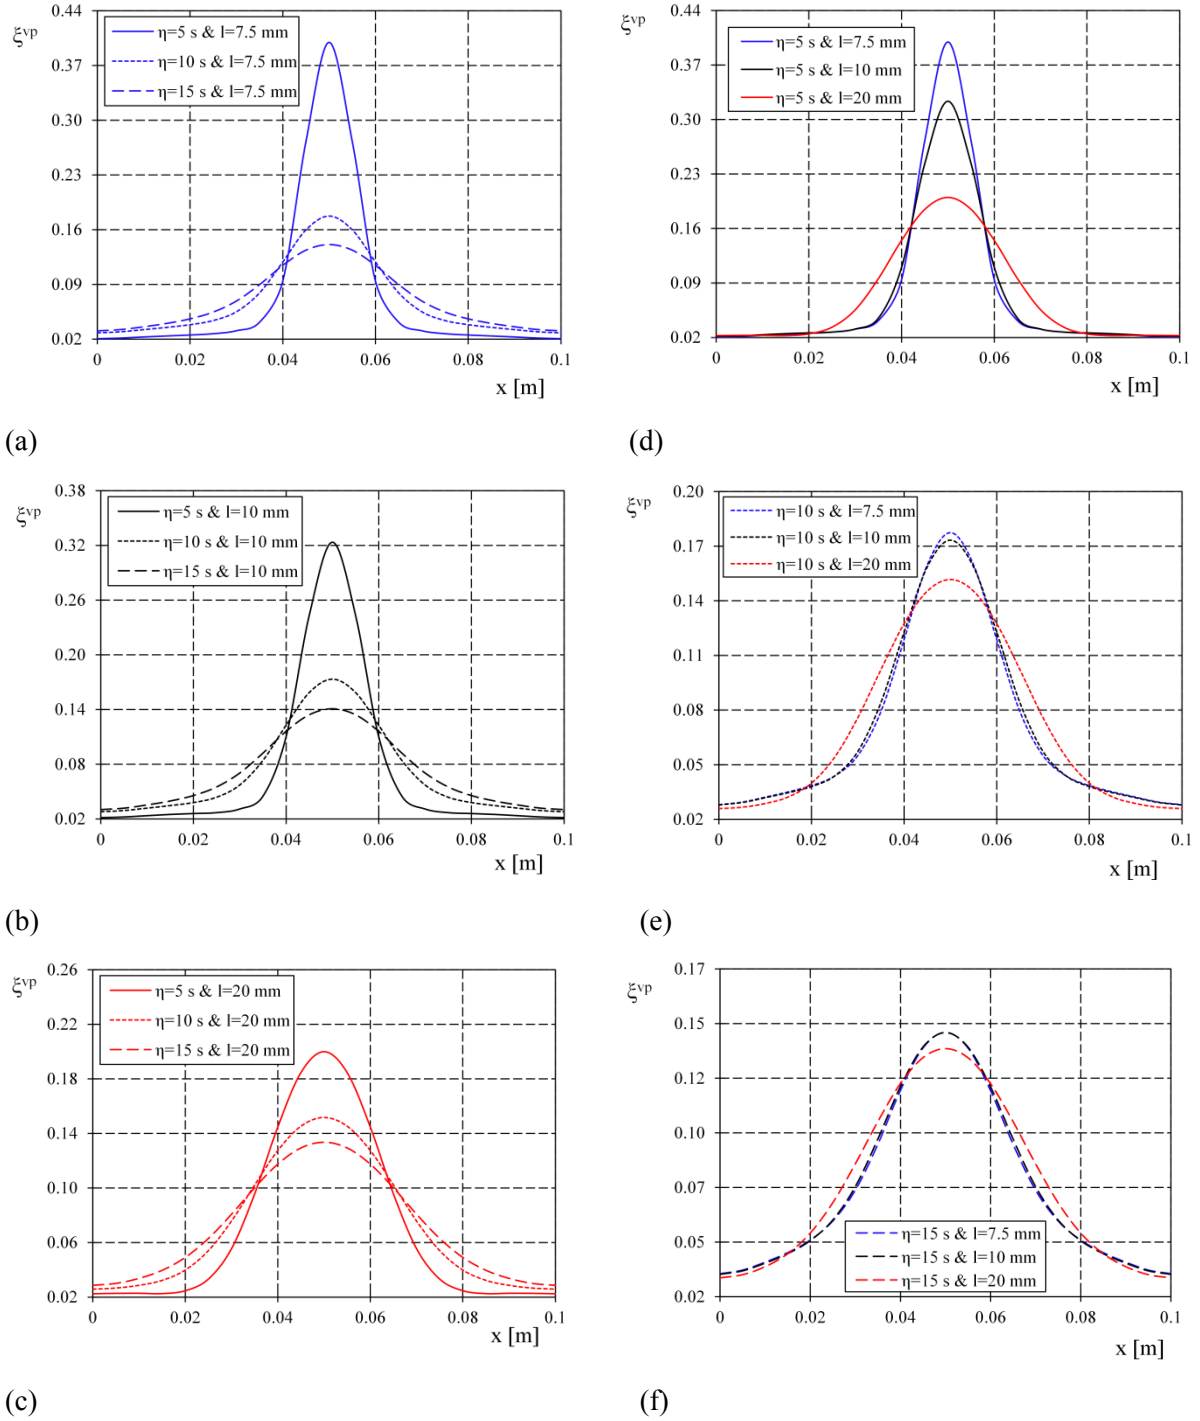 0.44
ξvp
η=5 s & l=7.5 mm
η=10 s & l=7.5 mm
η=15 s & l=7.5 mm
0.37
0.30
0.23
0.16
0.09
0.02
0 0.02 0.04 0.06 0.08 0.1
x [m]
(a)
0.44
ξvp
η=5 s & l=7.5 mm
η=5 s & l=10 mm
η=5 s & l=20 mm
0.37
0.30
0.23
0.16
0.09
0.02
0 0.02 0.04 0.06 0.08 0.1
x [m]
(d)
0.38
ξvp
η=5 s & l=10 mm
η=10 s & l=10 mm
η=15 s & l=10 mm
0.32
0.26
0.20
0.14
0.08
0.02
0 0.02 0.04 0.06 0.08 0.1
x [m]
(b)
0.20
ξvp
η=10 s & l=7.5 mm
η=10 s & l=10 mm
η=10 s & l=20 mm
0.17
0.14
0.11
0.08
0.05
0.02
0 0.02 0.04 0.06 0.08 0.1
x [m]
(e)
0.26
ξvp
η=5 s & l=20 mm
η=10 s & l=20 mm
η=15 s & l=20 mm
0.22
0.18
0.14
0.10
0.06
0.02
0 0.02 0.04 0.06 0.08 0.1
x [m]
(c)
0.17
ξvp
0.15
0.12
0.10
0.07
0.05
0.02
η=15 s & l=7.5 mm
η=15 s & l=10 mm
η=15 s & l=20 mm
0 0.02 0.04 0.06 0.08 0.1
x [m]
(f)